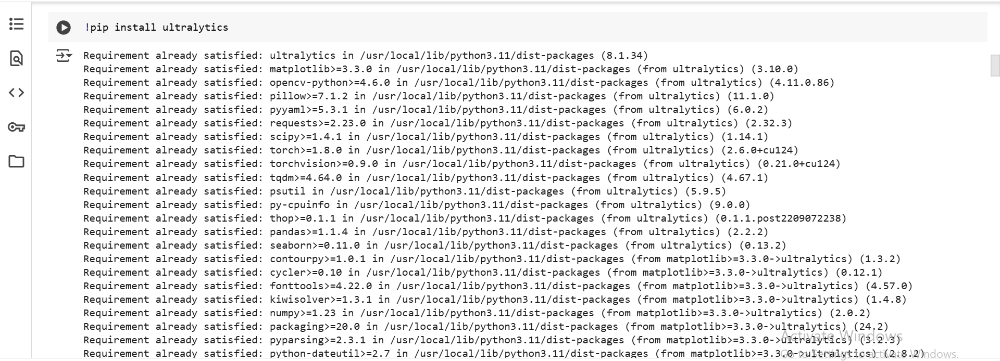 !pip install ultralytics
Requirement already satisfied: ultralytics in /usr/local/lib/python3.11/dist-packages (8.1.34)
Requirement already satisfied: matplotlib>=3.3.0 in /usr/local/lib/python3.11/dist-packages (from ultralytics) (3.10.0)
Requirement already satisfied: opencv-python>=4.6.0 in /usr/local/lib/python3.11/dist-packages (from ultralytics) (4.11.0.86)
Requirement already satisfied: pillow>=7.1.2 in /usr/local/lib/python3.11/dist-packages (from ultralytics) (11.1.0)
Requirement already satisfied: pyyaml>=5.3.1 in /usr/local/lib/python3.11/dist-packages (from ultralytics) (6.0.2)
Requirement already satisfied: requests>=2.23.0 in /usr/local/lib/python3.11/dist-packages (from ultralytics) (2.32.3)
Requirement already satisfied: scipy>=1.4.1 in /usr/local/lib/python3.11/dist-packages (from ultralytics) (1.14.1)
Requirement already satisfied: torch>=1.8.0 in /usr/local/lib/python3.11/dist-packages (from ultralytics) (2.6.0+cu124)
Requirement already satisfied: torchvision>=0.9.0 in /usr/local/lib/python3.11/dist-packages (from ultralytics) (0.21.0+cu124)
Requirement already satisfied: tqdm>=4.64.0 in /usr/local/lib/python3.11/dist-packages (from ultralytics) (4.67.1)
Requirement already satisfied: psutil in /usr/local/lib/python3.11/dist-packages (from ultralytics) (5.9.5)
Requirement already satisfied: py-cpuinfo in /usr/local/lib/python3.11/dist-packages (from ultralytics) (9.0.0)
Requirement already satisfied: thop>=0.1.1 in /usr/local/lib/python3.11/dist-packages (from ultralytics) (0.1.1.post2209072238)
Requirement already satisfied: pandas>=1.1.4 in /usr/local/lib/python3.11/dist-packages (from ultralytics) (2.2.2)
Requirement already satisfied: seaborn>=0.11.0 in /usr/local/lib/python3.11/dist-packages (from ultralytics) (0.13.2)
Requirement already satisfied: contourpy>=1.0.1 in /usr/local/lib/python3.11/dist-packages (from matplotlib>=3.3.0->ultralytics) (1.3.2)
Requirement already satisfied: cycler>=0.10 in /usr/local/lib/python3.11/dist-packages (from matplotlib>=3.3.0->ultralytics) (0.12.1)
Requirement already satisfied: fonttools>=4.22.0 in /usr/local/lib/python3.11/dist-packages (from matplotlib>=3.3.0->ultralytics) (4.57.0)
Requirement already satisfied: kiwisolver>=1.3.1 in /usr/local/lib/python3.11/dist-packages (from matplotlib>=3.3.0->ultralytics) (1.4.8)
Requirement already satisfied: numpy>=1.23 in /usr/local/lib/python3.11/dist-packages (from matplotlib>=3.3.0->ultralytics) (2.0.2)
Requirement already satisfied: packaging>=20.0 in /usr/local/lib/python3.11/dist-packages (from matplotlib>=3.3.0->ultralytics) (24.2)
Requirement already satisfied: pyparsing>=2.3.1 in /usr/local/lib/python3.11/dist-packages (from matplotlib>=3.3.0->ultralytics) (3.2.3)
Requirement already satisfied: python-dateutil>=2.7 in /usr/local/lib/python3.11/dist-packages (from matplotlib>=3.3.0->ultralytics) (2.8.2)
Activate Windows
Go to Settings to activate Windows.